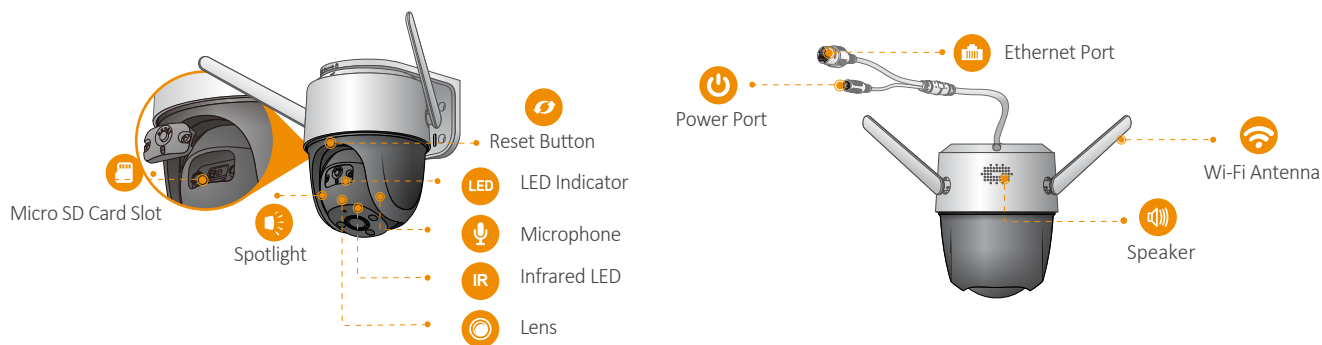 Reset Button
LED
LED Indicator
Micro SD Card Slot
Microphone
Spotlight
IR
Infrared LED
Lens
Ethernet Port
Power Port
Wi-Fi Antenna
Speaker